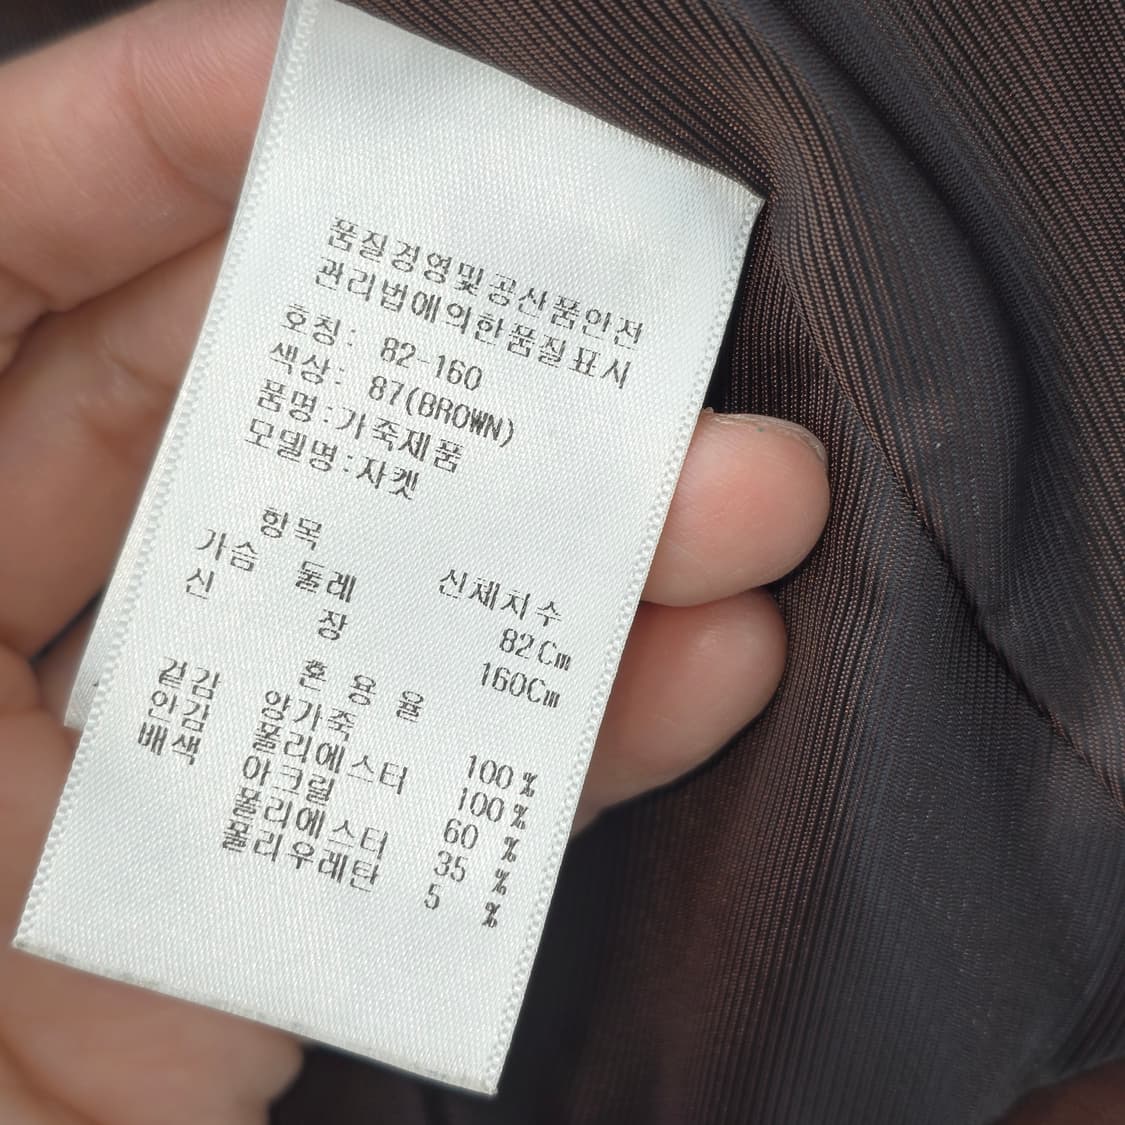 품질경영및공산품안전
관리법에의한품질표시
호칭: 82-160
색상: 87(BROWN)
품명:가죽제품
모델명:자켓
항목 신체치수
가슴 둘레 82Cm
신 장 160Cm
혼 용 율
겉감 양가죽 100%
안감 폴리에스터 100%
배색 아크릴 60 %
폴리에스터 35 %
폴리우레탄 5 %